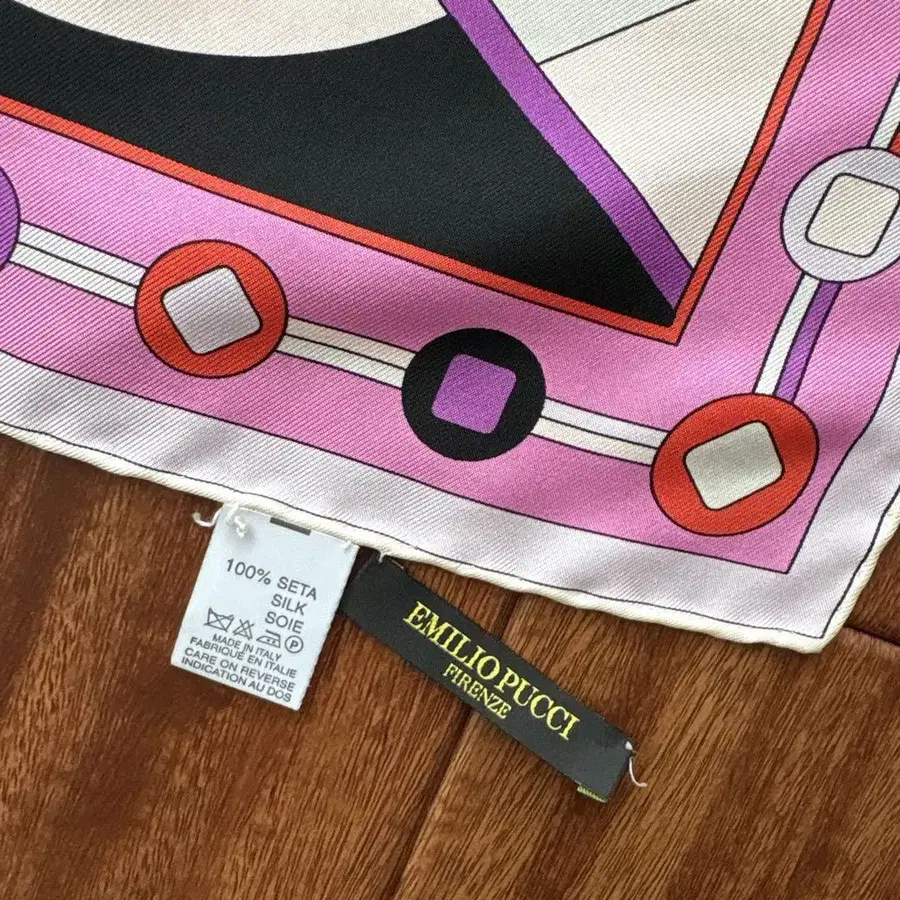 100% SETA
SILK
SOIE
P
MADE IN ITALY
FABRIQUE EN ITALIE
CARE ON REVERSE
INDICATION AU DOS
EMILIO PUCCI
FIRENZE